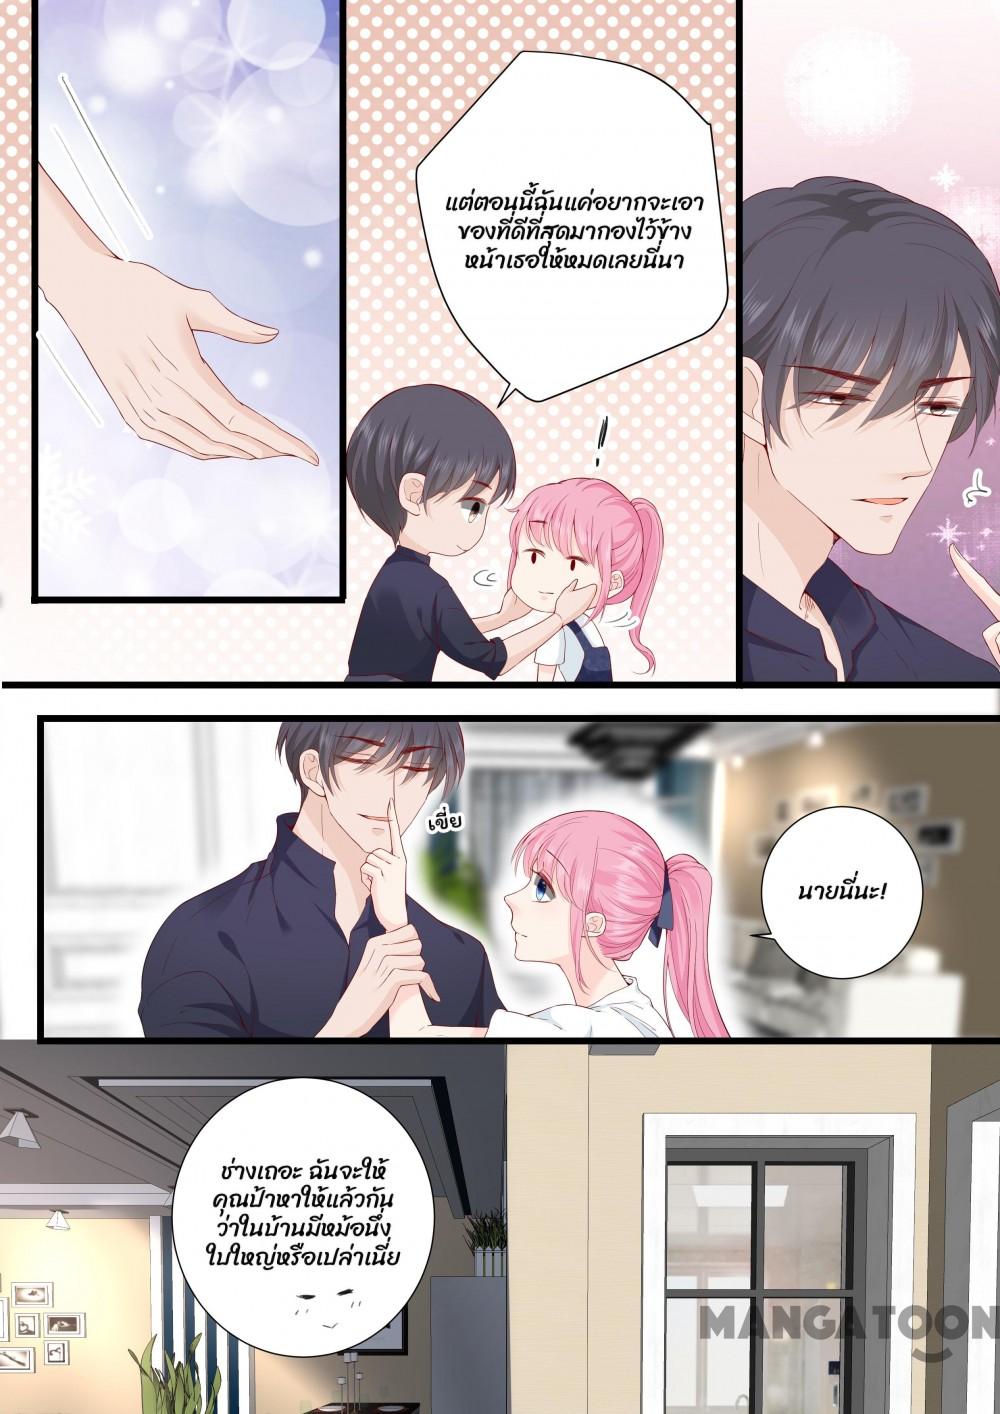 แต่ตอนนี้ฉันแค่อยากจะเอา
ของที่ดีที่สุดมากองไว้ข้าง
หน้าเธอให้หมดเลยนี่นา
!
เขี่ย
นายนี่นะ!
ช่างเถอะ ฉันจะให้
คุณป้าหาให้แล้วกัน
ว่าในบ้านมีหม้อนึ่ง
ใบใหญ่หรือเปล่าเนี่ย
MANGATOON